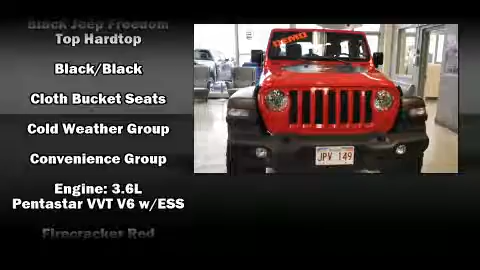 Black Jeep Freedom
Top Hardtop
Black/Black
Cloth Bucket Seats
Cold Weather Group
Convenience Group
Engine: 3.6L
Pentastar VVT V6 w/ESS
Firecracker Red
DEMO
JPV 149